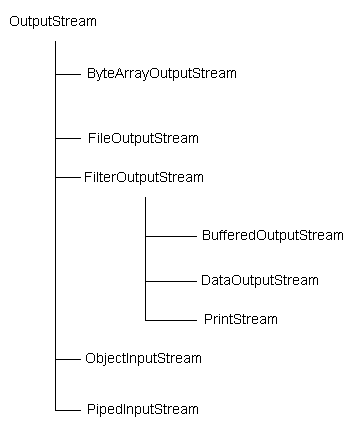 OutputStream
ByteArrayOutputStream
FileOutputStream
FilterOutputStream
BufferedOutputStream
DataOutputStream
PrintStream
ObjectInputStream
PipedInputStream